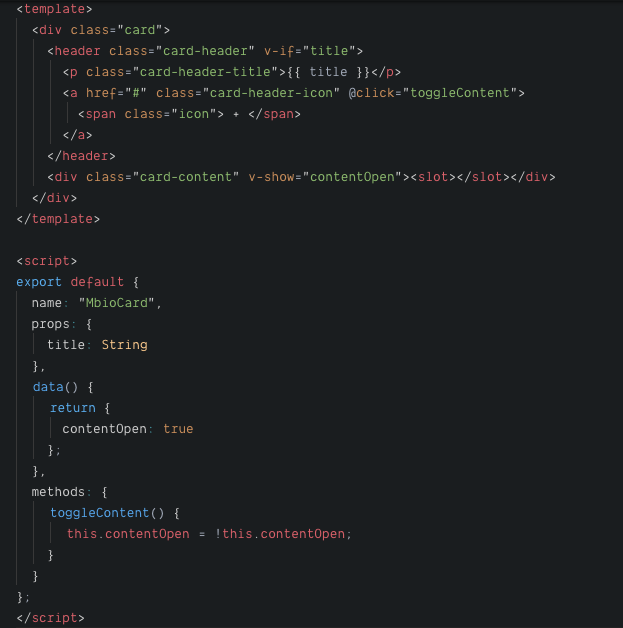 <template>
<div class="card">
<header class="card-header" v-if="title">
<p class="card-header-title">{{ title }}</p>
<a href="#" class="card-header-icon" @click="toggleContent">
<span class="icon"> + </span>
</a>
</header>
<div class="card-content" v-show="contentOpen"><slot></slot></div>
</div>
</template>
<script>
export default {
name: "MbioCard",
props: {
title: String
},
data() {
return {
contentOpen: true
};
},
methods: {
toggleContent() {
this.contentOpen = !this.contentOpen;
}
}
};
</script>